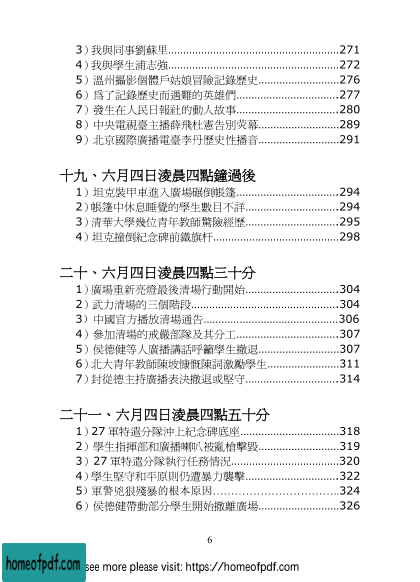 3）我與同事劉蘇里.........................................................271
4）我與學生浦志強.........................................................272
5）溫州攝影個體戶姑娘冒險記錄歷史...........................276
6）爲了記錄歷史而遇難的英雄們..................................277
7）發生在人民日報社的動人故事..................................280
8）中央電視臺主播薛飛杜憲告別熒幕...........................289
9）北京國際廣播電臺李丹歷史性播音...........................291
十九、六月四日淩晨四點鐘過後
1）坦克裝甲車進入廣場碾倒帳篷..................................294
2）帳篷中休息睡覺的學生數目不詳...............................294
3）清華大學幾位青年教師驚險經歷...............................295
4）坦克撞倒紀念碑前鐵旗杆..........................................298
二十、六月四日淩晨四點三十分
1）廣場重新亮燈最後清場行動開始...............................304
2）武力清場的三個階段.................................................304
3）中國官方播放清場通告.............................................306
4）參加清場的戒嚴部隊及其分工..................................307
5）侯德健等人廣播講話呼籲學生撤退...........................307
6）北大青年教師陳坡慷慨陳詞激勵學生........................311
7）封從德主持廣播表決撤退或堅守...............................314
二十一、六月四日淩晨四點五十分
1）27 軍特遣分隊沖上紀念碑底座.................................318
2）學生指揮部和廣播喇叭被亂槍擊毀...........................319
3）27 軍特遣分隊執行任務情況....................................320
4）學生堅守和平原則仍遭暴力襲擊...............................322
5）軍警兇狠殘暴的根本原因……………………………….324
6）侯德健帶動部分學生開始撤離廣場...........................326
6
homeofpdf.com
see more please visit: https://homeofpdf.com